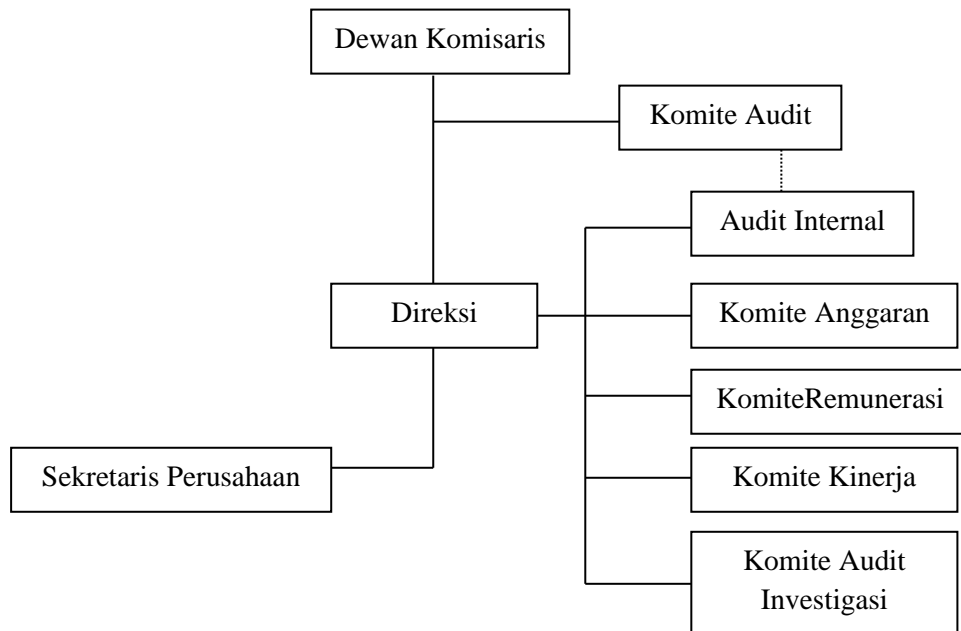 Dewan Komisaris
Komite Audit
Audit Internal
Direksi
Komite Anggaran
KomiteRemunerasi
Sekretaris Perusahaan
Komite Kinerja
Komite Audit
Investigasi